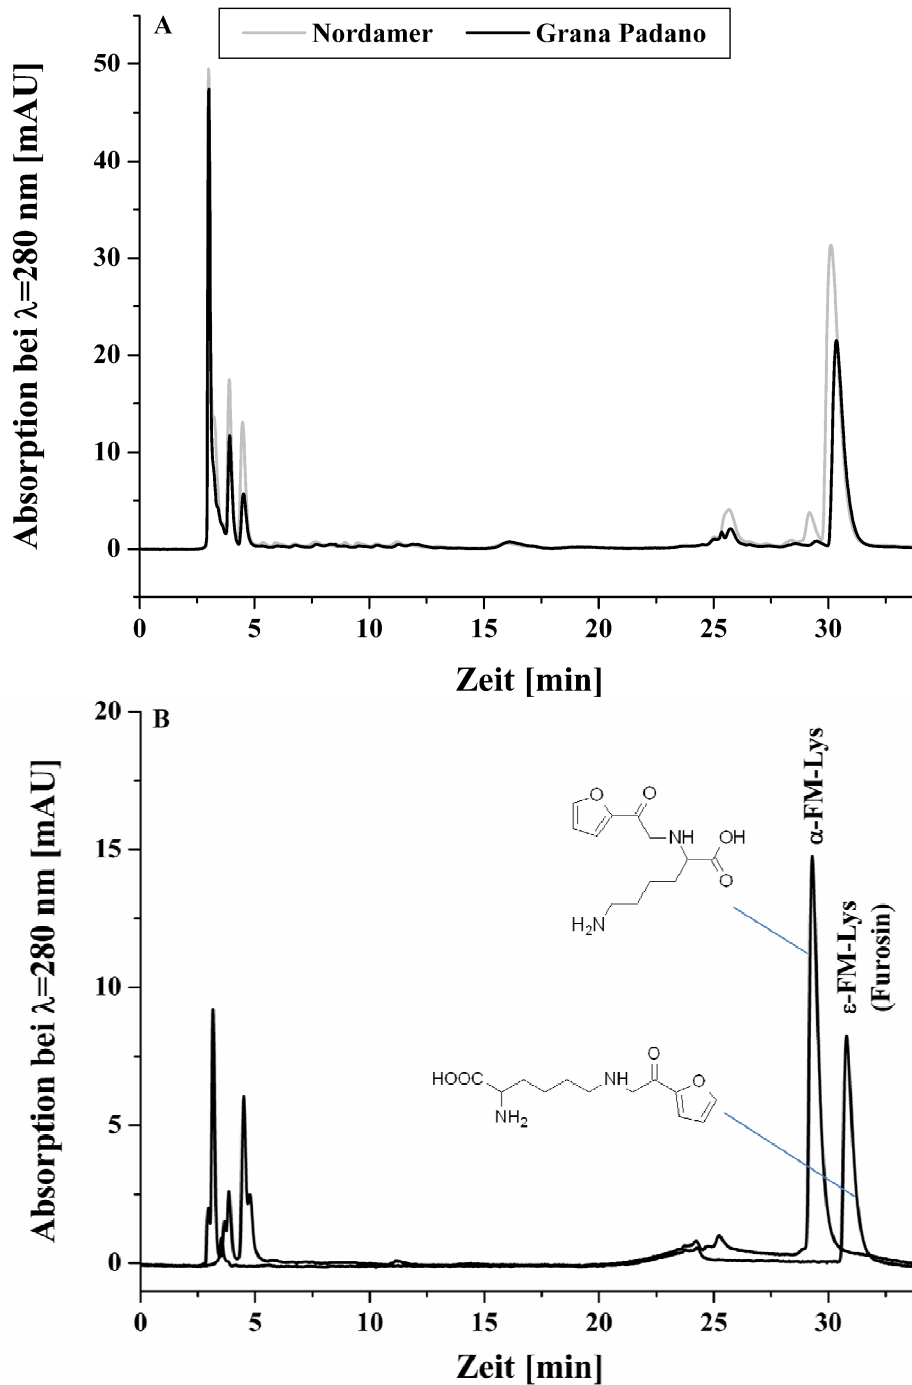 A
Nordamer
Grana Padano
Absorption bei λ=280 nm [mAU]
50
40
30
20
10
0
0 5 10 15 20 25 30
Zeit [min]
B
Absorption bei λ=280 nm [mAU]
20
15
10
5
0
α-FM-Lys
ε-FM-Lys
(Furosin)
O
O
NH
OH
O
H₂N
O
HOOC
NH
O
NH₂
0 5 10 15 20 25 30
Zeit [min]